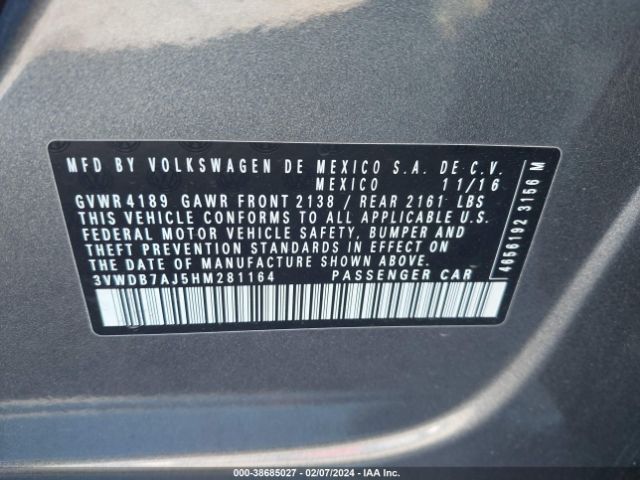 MFD BY VOLKSWAGEN DE MEXICO S.A. DE C.V.
MEXICO 11/16
GVWR 4189 GAWR FRONT 2138 / REAR 2161 LBS
THIS VEHICLE CONFORMS TO ALL APPLICABLE U.S.
FEDERAL MOTOR VEHICLE SAFETY, BUMPER AND
THEFT PREVENTION STANDARDS IN EFFECT ON
THE DATE OF MANUFACTURE SHOWN ABOVE.
3VWDB7AJ5HM281164 PASSENGER CAR
4656192 3156 M
000-38685027 - 02/07/2024 - IAA Inc.